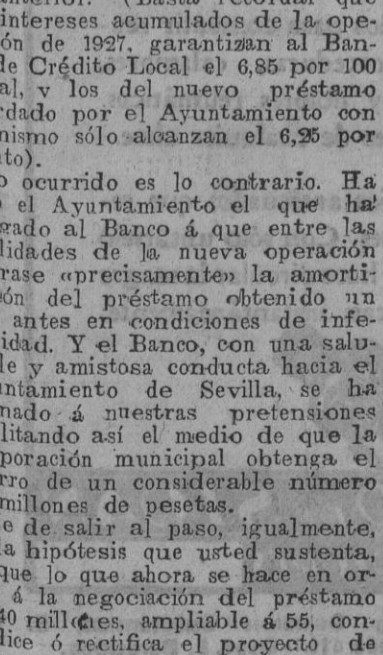 anterior. (Basta recordar que
intereses acumulados de la ope-
ón de 1927, garantizan al Ban-
de Crédito Local el 6,85 por 100
al, y los del nuevo préstamo
rdado por el Ayuntamiento con
nismo sólo alcanzan el 6,25 por
to).
o ocurrido es lo contrario. Ha
o el Ayuntamiento el que ha
gado al Banco á que entre las
lidades de la nueva operación
rase «precisamente» la amorti-
ón del préstamo obtenido un
antes en condiciones de infe-
idad. Y el Banco, con una salu-
le y amistosa conducta hacia el
ntamiento de Sevilla, se ha
nado á nuestras pretensiones
litando así el medio de que la
poración municipal obtenga el
rro de un considerable número
millones de pesetas.
e de salir al paso, igualmente,
a hipótesis que usted sustenta,
que lo que ahora se hace en or-
á la negociación del préstamo
40 millones, ampliable á 55, con-
dice ó rectifica el proyecto de